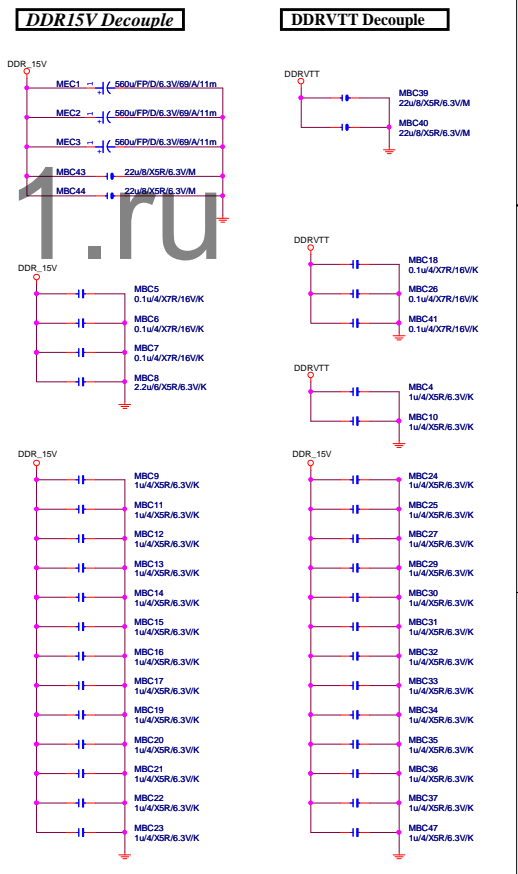 DDR15V Decouple
DDR_15V
MEC1 1 560u/FP/D/6.3V/69/A/11m
+
MEC2 1 560u/FP/D/6.3V/69/A/11m
+
MEC3 1 560u/FP/D/6.3V/69/A/11m
+
MBC43 22u/8/X5R/6.3V/M
MBC44 22u/8/X5R/6.3V/M
1.ru
DDR_15V
MBC5
0.1u/4/X7R/16V/K
MBC6
0.1u/4/X7R/16V/K
MBC7
0.1u/4/X7R/16V/K
MBC8
2.2u/6/X5R/6.3V/K
DDR_15V
MBC9
1u/4/X5R/6.3V/K
MBC11
1u/4/X5R/6.3V/K
MBC12
1u/4/X5R/6.3V/K
MBC13
1u/4/X5R/6.3V/K
MBC14
1u/4/X5R/6.3V/K
MBC15
1u/4/X5R/6.3V/K
MBC16
1u/4/X5R/6.3V/K
MBC17
1u/4/X5R/6.3V/K
MBC19
1u/4/X5R/6.3V/K
MBC20
1u/4/X5R/6.3V/K
MBC21
1u/4/X5R/6.3V/K
MBC22
1u/4/X5R/6.3V/K
MBC23
1u/4/X5R/6.3V/K
DDRVTT Decouple
DDRVTT
MBC39
22u/8/X5R/6.3V/M
MBC40
22u/8/X5R/6.3V/M
DDRVTT
MBC18
0.1u/4/X7R/16V/K
MBC26
0.1u/4/X7R/16V/K
MBC41
0.1u/4/X7R/16V/K
DDRVTT
MBC4
1u/4/X5R/6.3V/K
MBC10
1u/4/X5R/6.3V/K
DDR_15V
MBC24
1u/4/X5R/6.3V/K
MBC25
1u/4/X5R/6.3V/K
MBC27
1u/4/X5R/6.3V/K
MBC29
1u/4/X5R/6.3V/K
MBC30
1u/4/X5R/6.3V/K
MBC31
1u/4/X5R/6.3V/K
MBC32
1u/4/X5R/6.3V/K
MBC33
1u/4/X5R/6.3V/K
MBC34
1u/4/X5R/6.3V/K
MBC35
1u/4/X5R/6.3V/K
MBC36
1u/4/X5R/6.3V/K
MBC37
1u/4/X5R/6.3V/K
MBC47
1u/4/X5R/6.3V/K